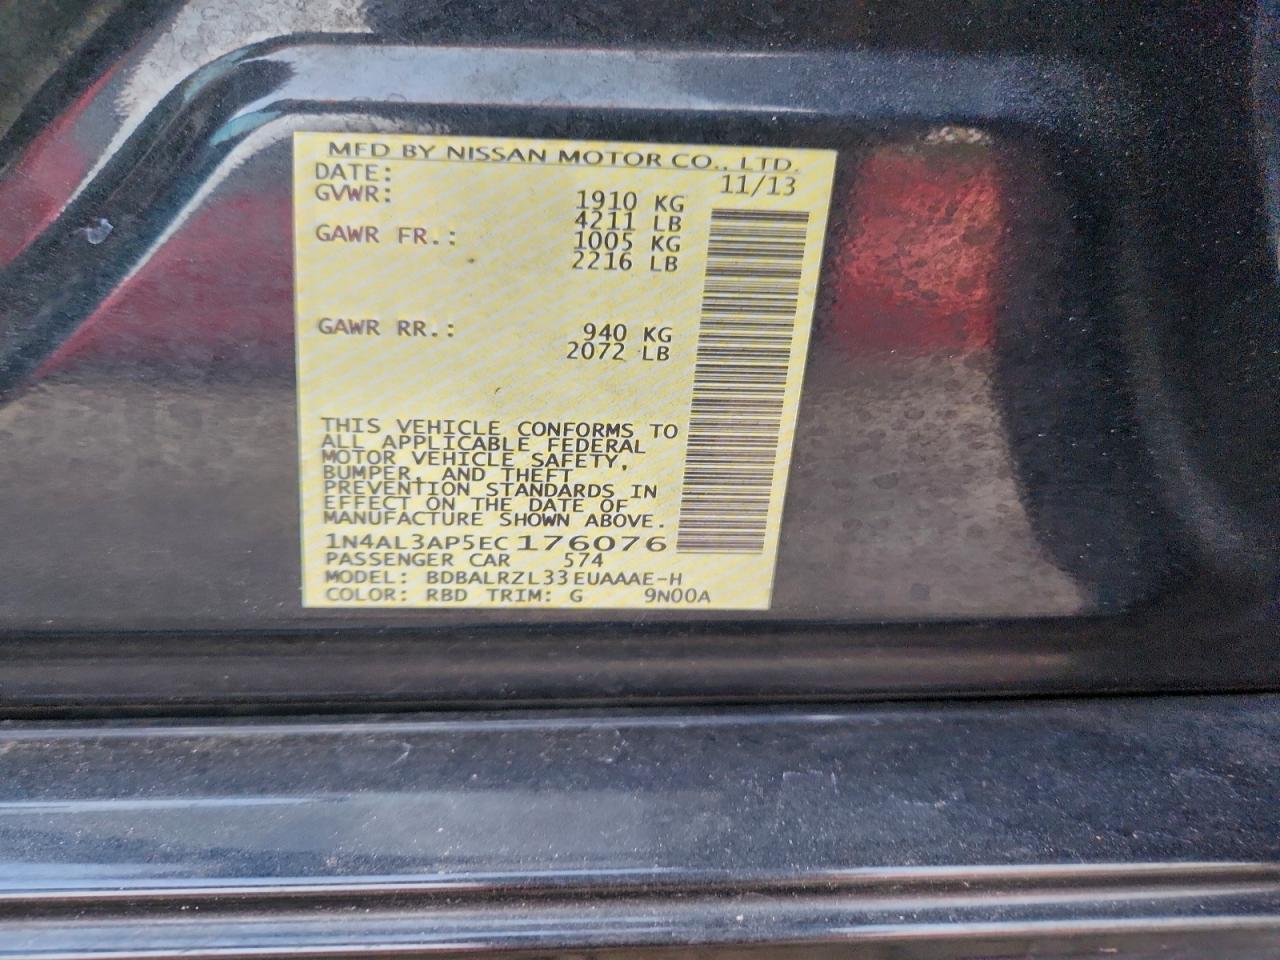 MFD BY NISSAN MOTOR CO., LTD.
DATE: 11/13
GVWR: 1910 KG
4211 LB
GAWR FR.: 1005 KG
2216 LB
GAWR RR.: 940 KG
2072 LB
THIS VEHICLE CONFORMS TO
ALL APPLICABLE FEDERAL
MOTOR VEHICLE SAFETY,
BUMPER, AND THEFT
PREVENTION STANDARDS IN
EFFECT ON THE DATE OF
MANUFACTURE SHOWN ABOVE.
1N4AL3AP5EC176076
PASSENGER CAR 574
MODEL: BDBALRZL33EUAAAE-H
COLOR: RBD TRIM: G 9N00A